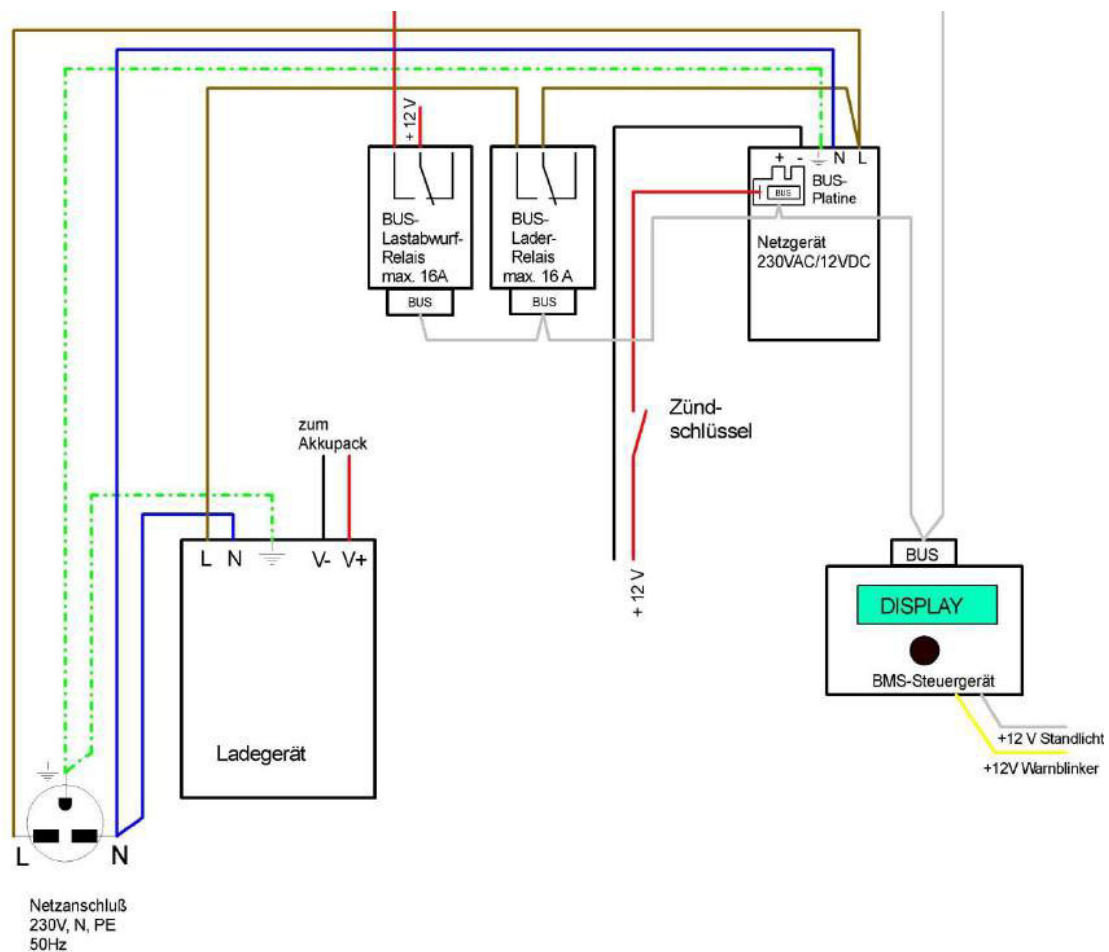 + 12 V
BUS-
Lastabwurf-
Relais
max. 16A
BUS
BUS-
Lader-
Relais
max. 16 A
BUS
+ - N L
BUS
BUS-
Platine
Netzgerät
230VAC/12VDC
Zünd-
schlüssel
+ 12 V
zum
Akkupack
L N V- V+
Ladegerät
BUS
DISPLAY
BMS-Steuergerät
+12 V Standlicht
+12V Warnblinker
L N
Netzanschluß
230V, N, PE
50Hz